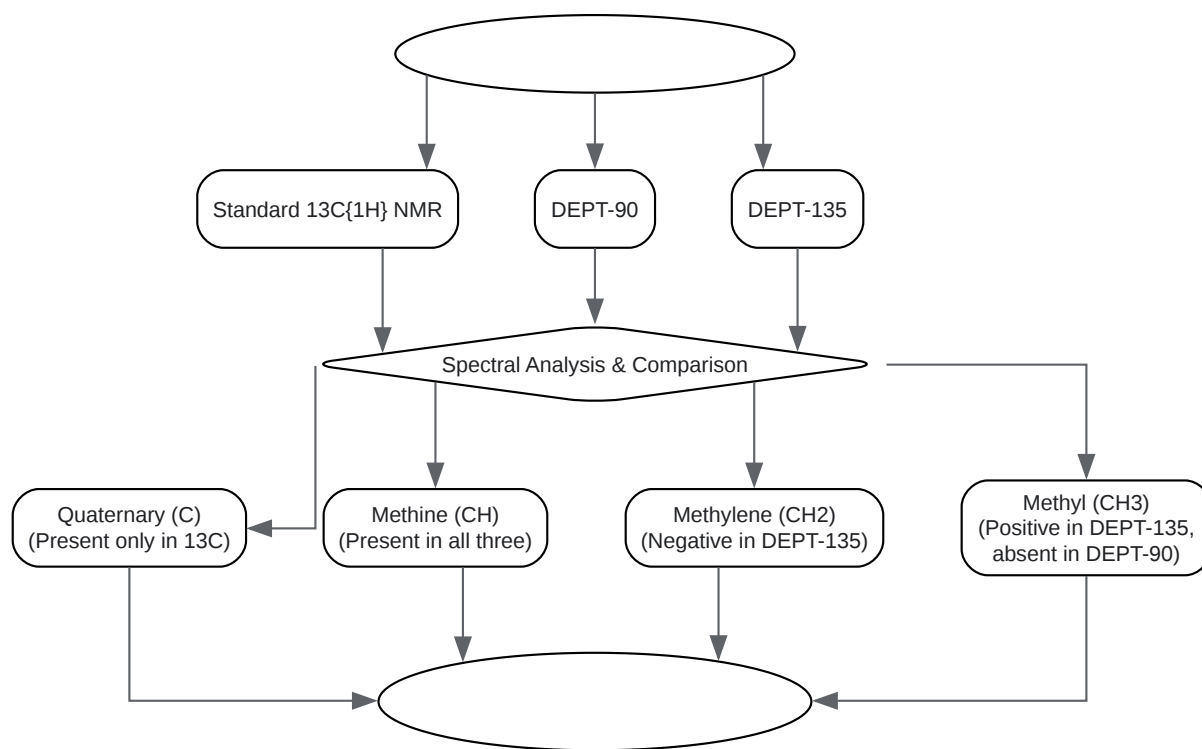 Standard 13C{1H} NMR
DEPT-90
DEPT-135
Spectral Analysis & Comparison
Quaternary (C)
(Present only in 13C)
Methine (CH)
(Present in all three)
Methylene (CH2)
(Negative in DEPT-135)
Methyl (CH3)
(Positive in DEPT-135,
absent in DEPT-90)